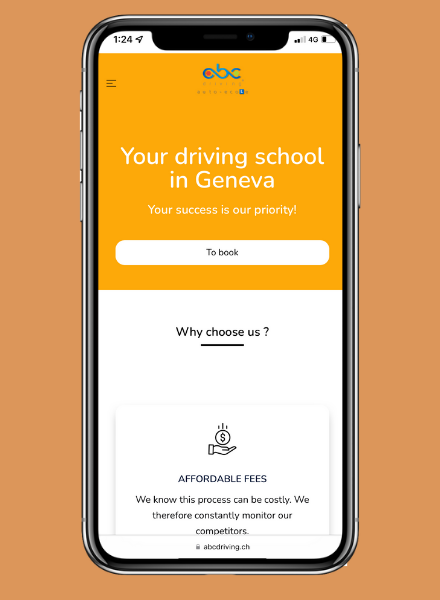 1:24
4G
abc
Your driving school
in Geneva
Your success is our priority!
To book
Why choose us ?
AFFORDABLE FEES
We know this process can be costly. We
therefore constantly monitor our
competitors.
abcdriving.ch